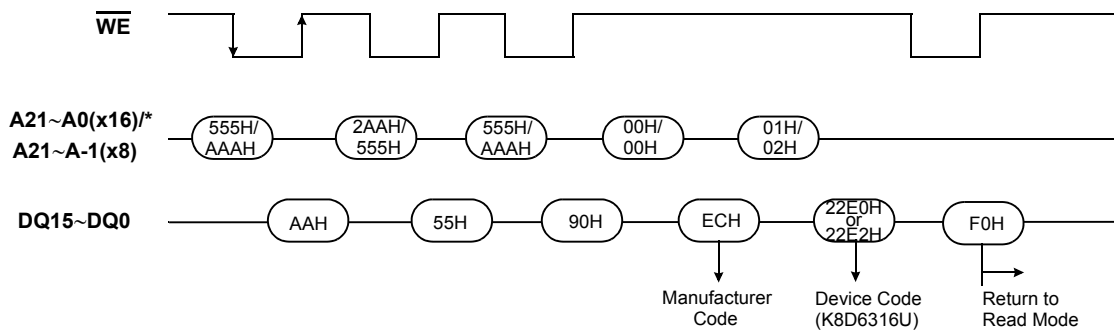 WE
A21~A0(x16)/*
A21~A-1(x8)
555H/
AAAH
2AAH/
555H
555H/
AAAH
00H/
00H
01H/
02H
DQ15~DQ0
AAH
55H
90H
ECH
22E0H
or
22E2H
F0H
Manufacturer
Code
Device Code
(K8D6316U)
Return to
Read Mode